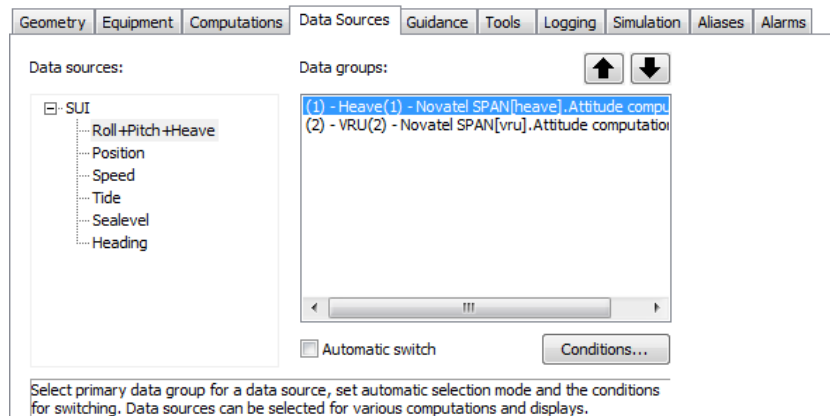 Geometry Equipment Computations Data Sources Guidance Tools Logging Simulation Aliases Alarms
Data sources:
Data groups:
SUI
Roll+Pitch+Heave
Position
Speed
Tide
Sealevel
Heading
(1) - Heave(1) - Novatel SPAN[heave].Attitude compu
(2) - VRU(2) - Novatel SPAN[vru].Attitude computation
Automatic switch
Conditions...
Select primary data group for a data source, set automatic selection mode and the conditions
for switching. Data sources can be selected for various computations and displays.